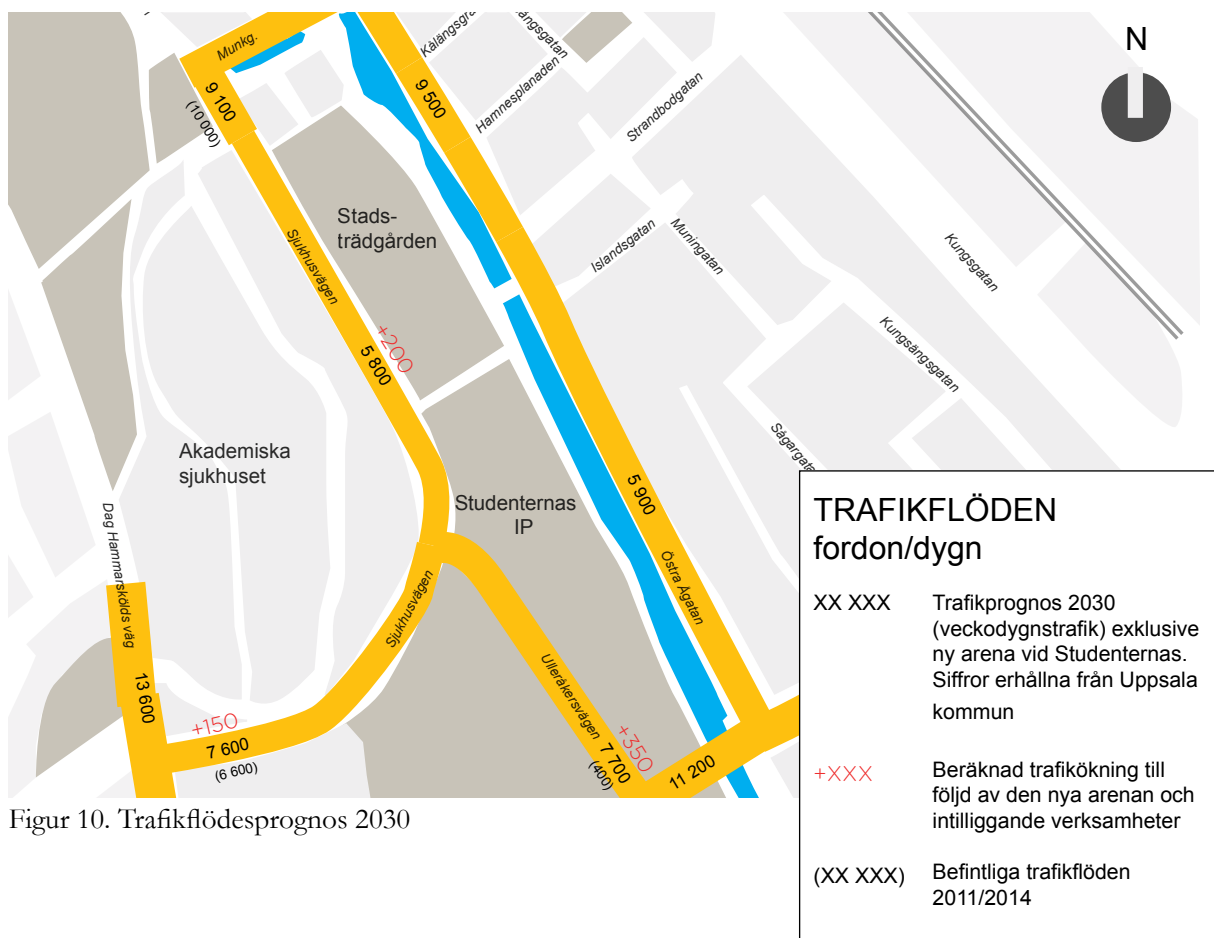 Munkg.
9 100
(10 000)
9 500
Kålängsgra
ängsgatan
Hamnesplanaden
Strandbodgatan
N
Stads-
trädgården
Sjukhusvägen
Islandsgatan
Muningatan
Kungsgatan
+200
5 800
Kungsängsgatan
Akademiska
sjukhuset
Studenternas
IP
5 900
Sågargata
Dag Hammarskölds väg
Östra Ågatan
Sjukhusvägen
Ulleråkersvägen
13 600
+150
7 600
(6 600)
+350
7 700
(400)
11 200
TRAFIKFLÖDEN
fordon/dygn
XX XXX Trafikprognos 2030
(veckodygnstrafik) exklusive
ny arena vid Studenternas.
Siffror erhållna från Uppsala
kommun
+XXX Beräknad trafikökning till
följd av den nya arenan och
intilliggande verksamheter
(XX XXX) Befintliga trafikflöden
2011/2014
Figur 10. Trafikflödesprognos 2030